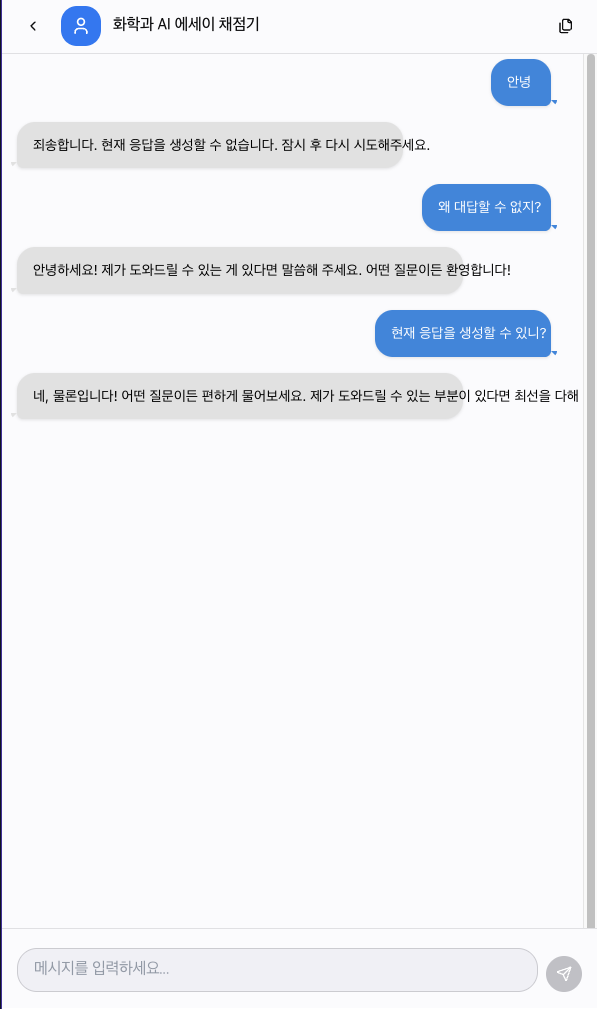 화학과 AI 에세이 채점기
안녕
죄송합니다. 현재 응답을 생성할 수 없습니다. 잠시 후 다시 시도해주세요.
왜 대답할 수 없지?
안녕하세요! 제가 도와드릴 수 있는 게 있다면 말씀해 주세요. 어떤 질문이든 환영합니다!
현재 응답을 생성할 수 있니?
네, 물론입니다! 어떤 질문이든 편하게 물어보세요. 제가 도와드릴 수 있는 부분이 있다면 최선을 다해
메시지를 입력하세요...